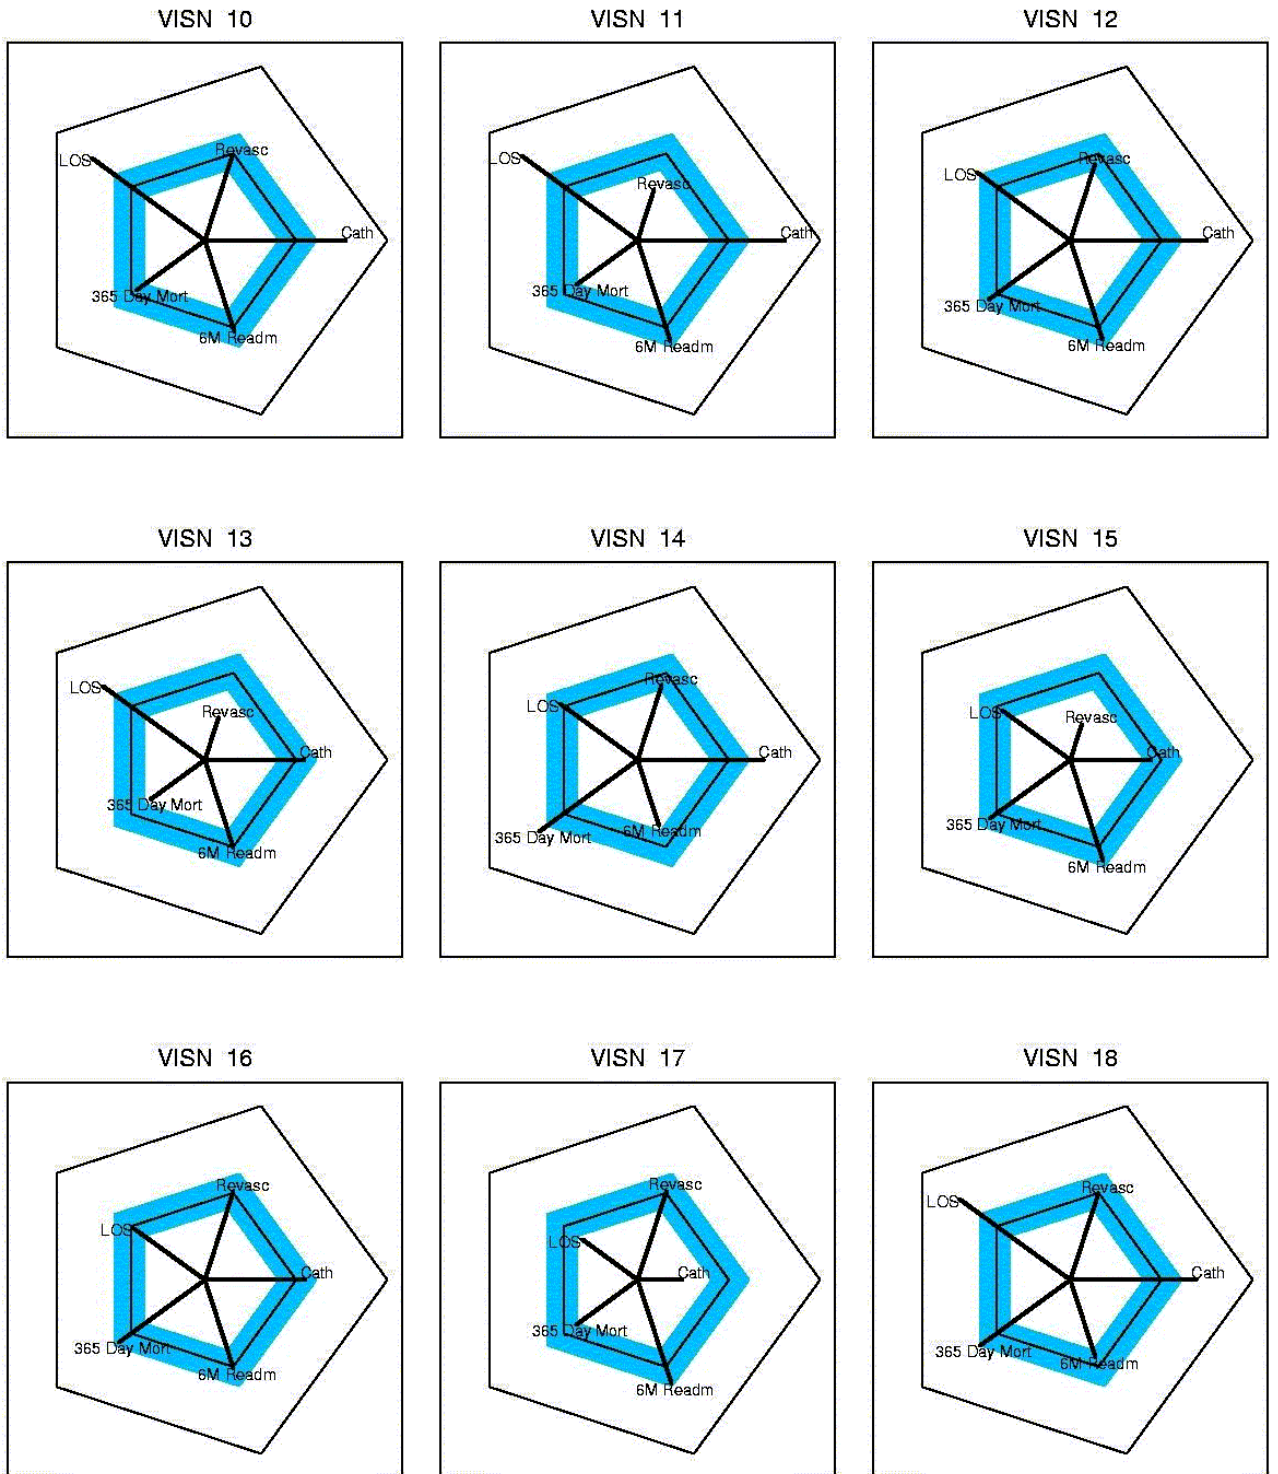 VISN 10
VISN 11
VISN 12
LOS
Revasc
Cath
365 Day Mort
6M Readm
LOS
Revasc
Cath
365 Day Mort
6M Readm
LOS
Revasc
Cath
365 Day Mort
6M Readm
VISN 13
VISN 14
VISN 15
LOS
Revasc
Cath
365 Day Mort
6M Readm
LOS
Revasc
Cath
365 Day Mort
6M Readm
LOS
Revasc
Cath
365 Day Mort
6M Readm
VISN 16
VISN 17
VISN 18
LOS
Revasc
Cath
365 Day Mort
6M Readm
LOS
Revasc
Cath
365 Day Mort
6M Readm
LOS
Revasc
Cath
365 Day Mort
6M Readm